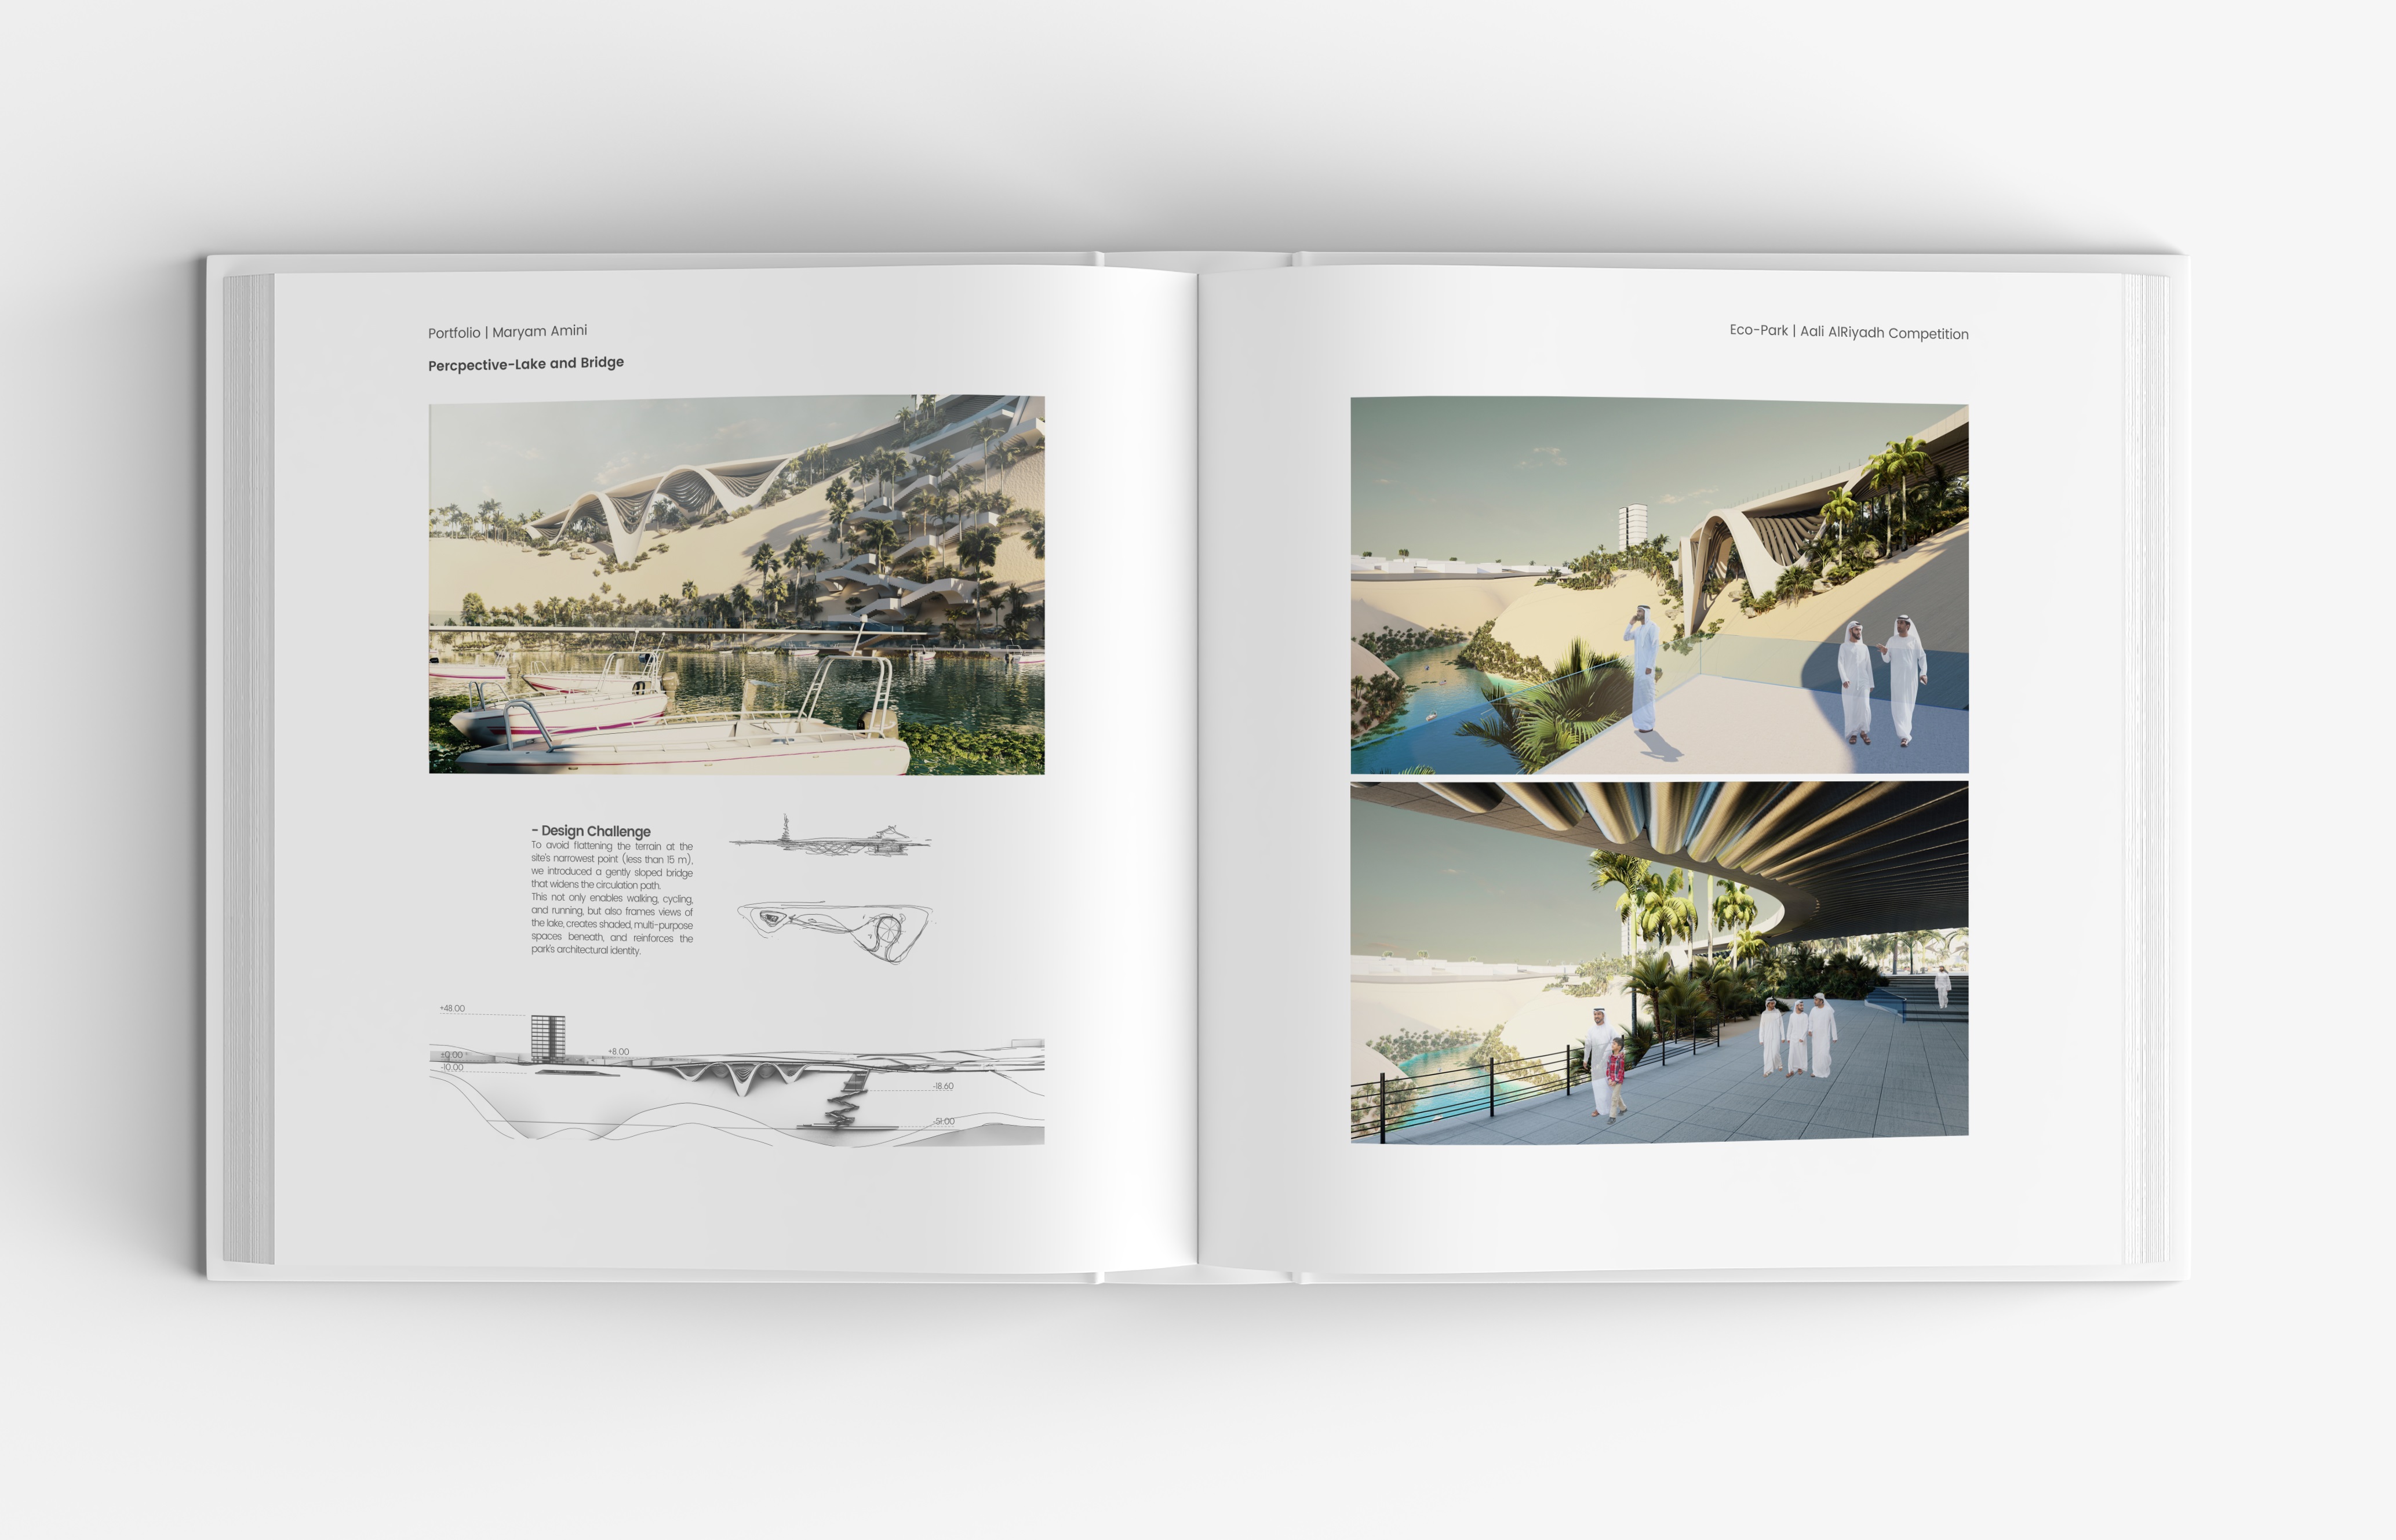 Portfolio | Maryam Amini
Percpective-Lake and Bridge
- Design Challenge
To avoid flattening the terrain at the
site's narrowest point (less than 15 m),
we introduced a gently sloped bridge
that widens the circulation path.
This not only enables walking, cycling,
and running, but also frames views of
the lake, creates shaded, multi-purpose
spaces beneath, and reinforces the
park's architectural identity.
+48.00
+8.00
±0.00
-10.00
-18.60
-51.00
Eco-Park | Aali AlRiyadh Competition